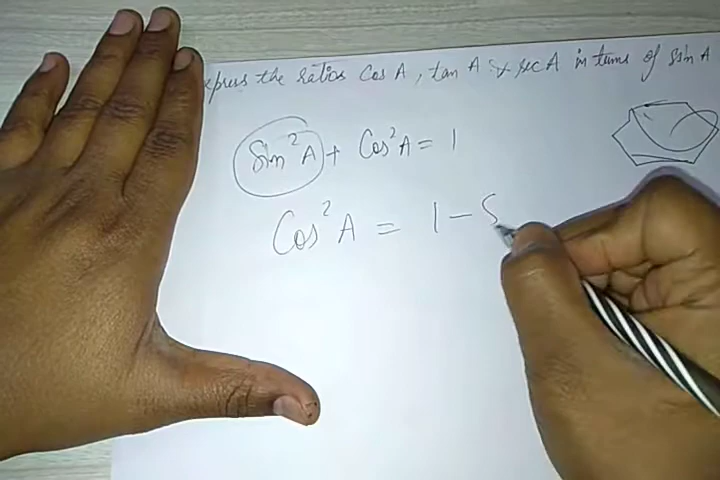 xpress the ratios Cos A, tan A & sec A in terms of sin A
Sin²A + Cos²A = 1
Cos²A = 1 - S